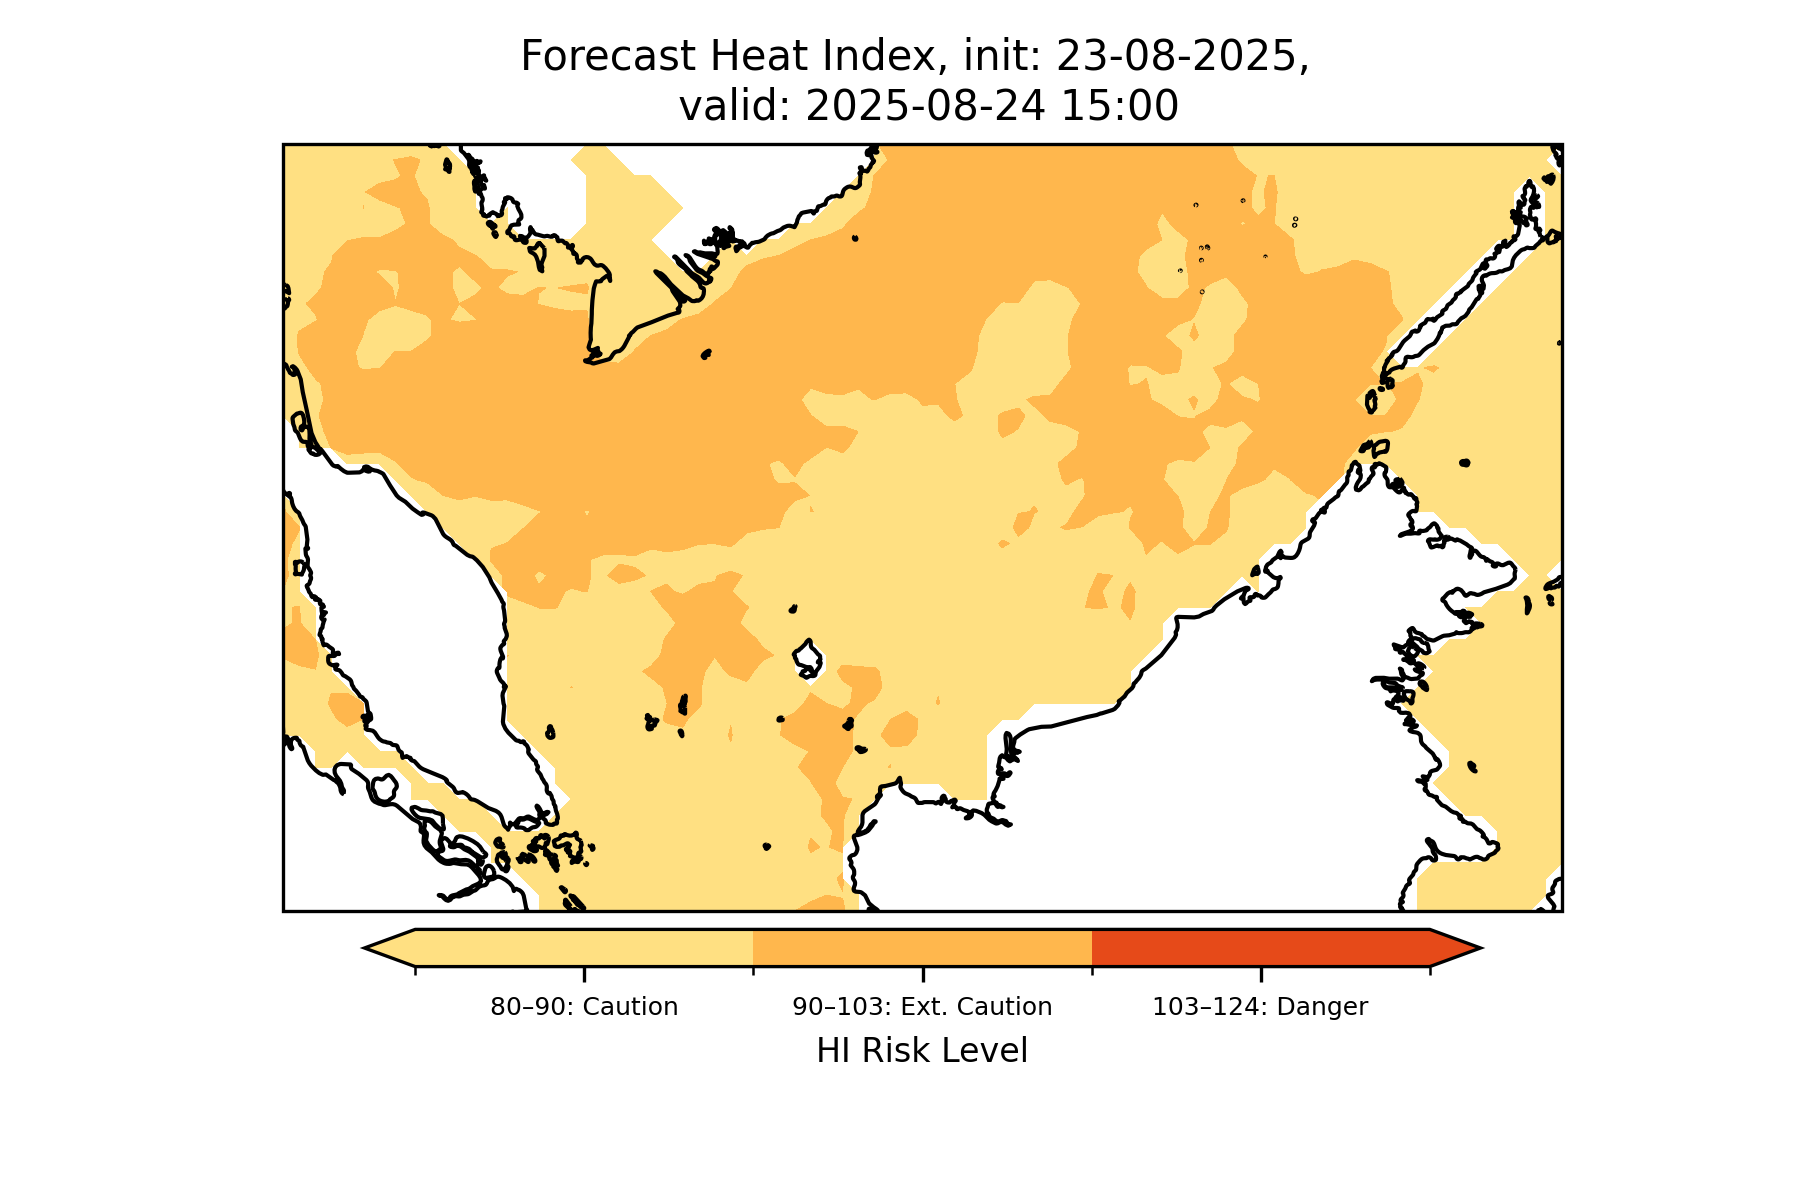 Forecast Heat Index, init: 23-08-2025,
valid: 2025-08-24 15:00
80–90: Caution
90–103: Ext. Caution
103–124: Danger
HI Risk Level